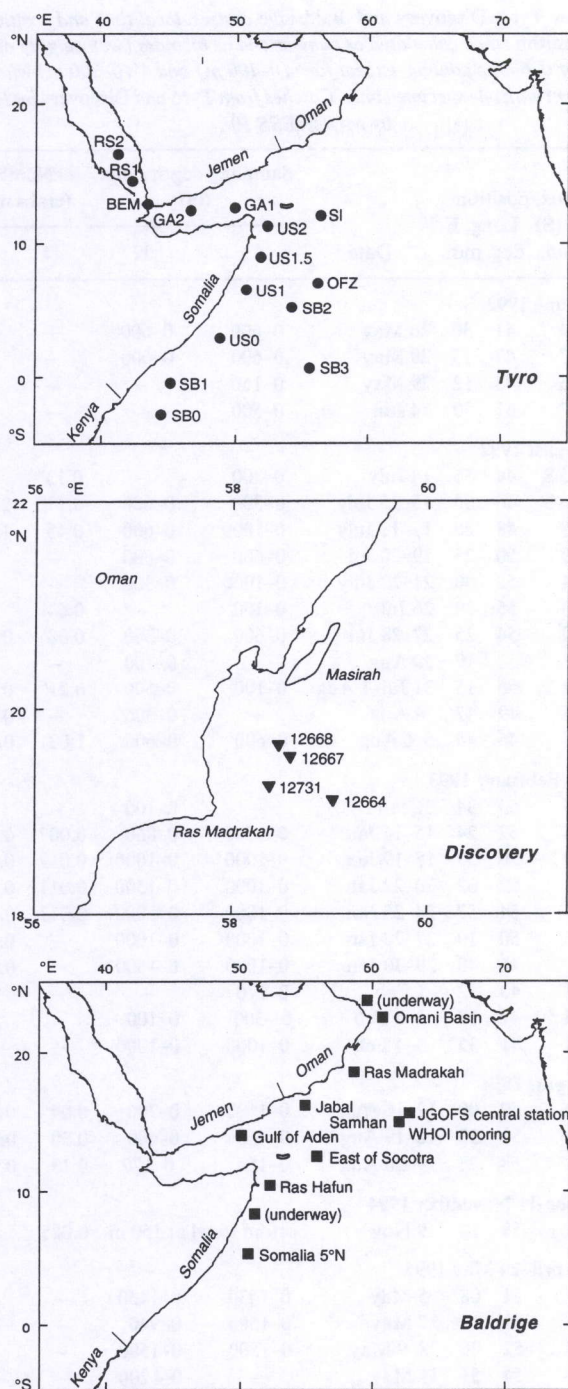 °E 40 50 60 70
20
RS2
RS1
Jemen
Oman
BEM
GA2
GA1
SI
10
US2
US1.5
Somalia
US1
OFZ
SB2
US0
0
SB1
SB3
Kenya
SB0
Tyro
°S
56 °E 58 60
22
°N
Oman
Masirah
20
12668
12667
12731
12664
Ras Madrakah
Discovery
18
56 58 60
°E 40 50 60 70
(underway)
Omani Basin
20
Oman
Ras Madrakah
Jemen
Jabal
Samhan
JGOFS central station
WHOI mooring
Gulf of Aden
East of Socotra
10
Ras Hafun
(underway)
Somalia
Somalia 5°N
0
Kenya
Baldrige
°S